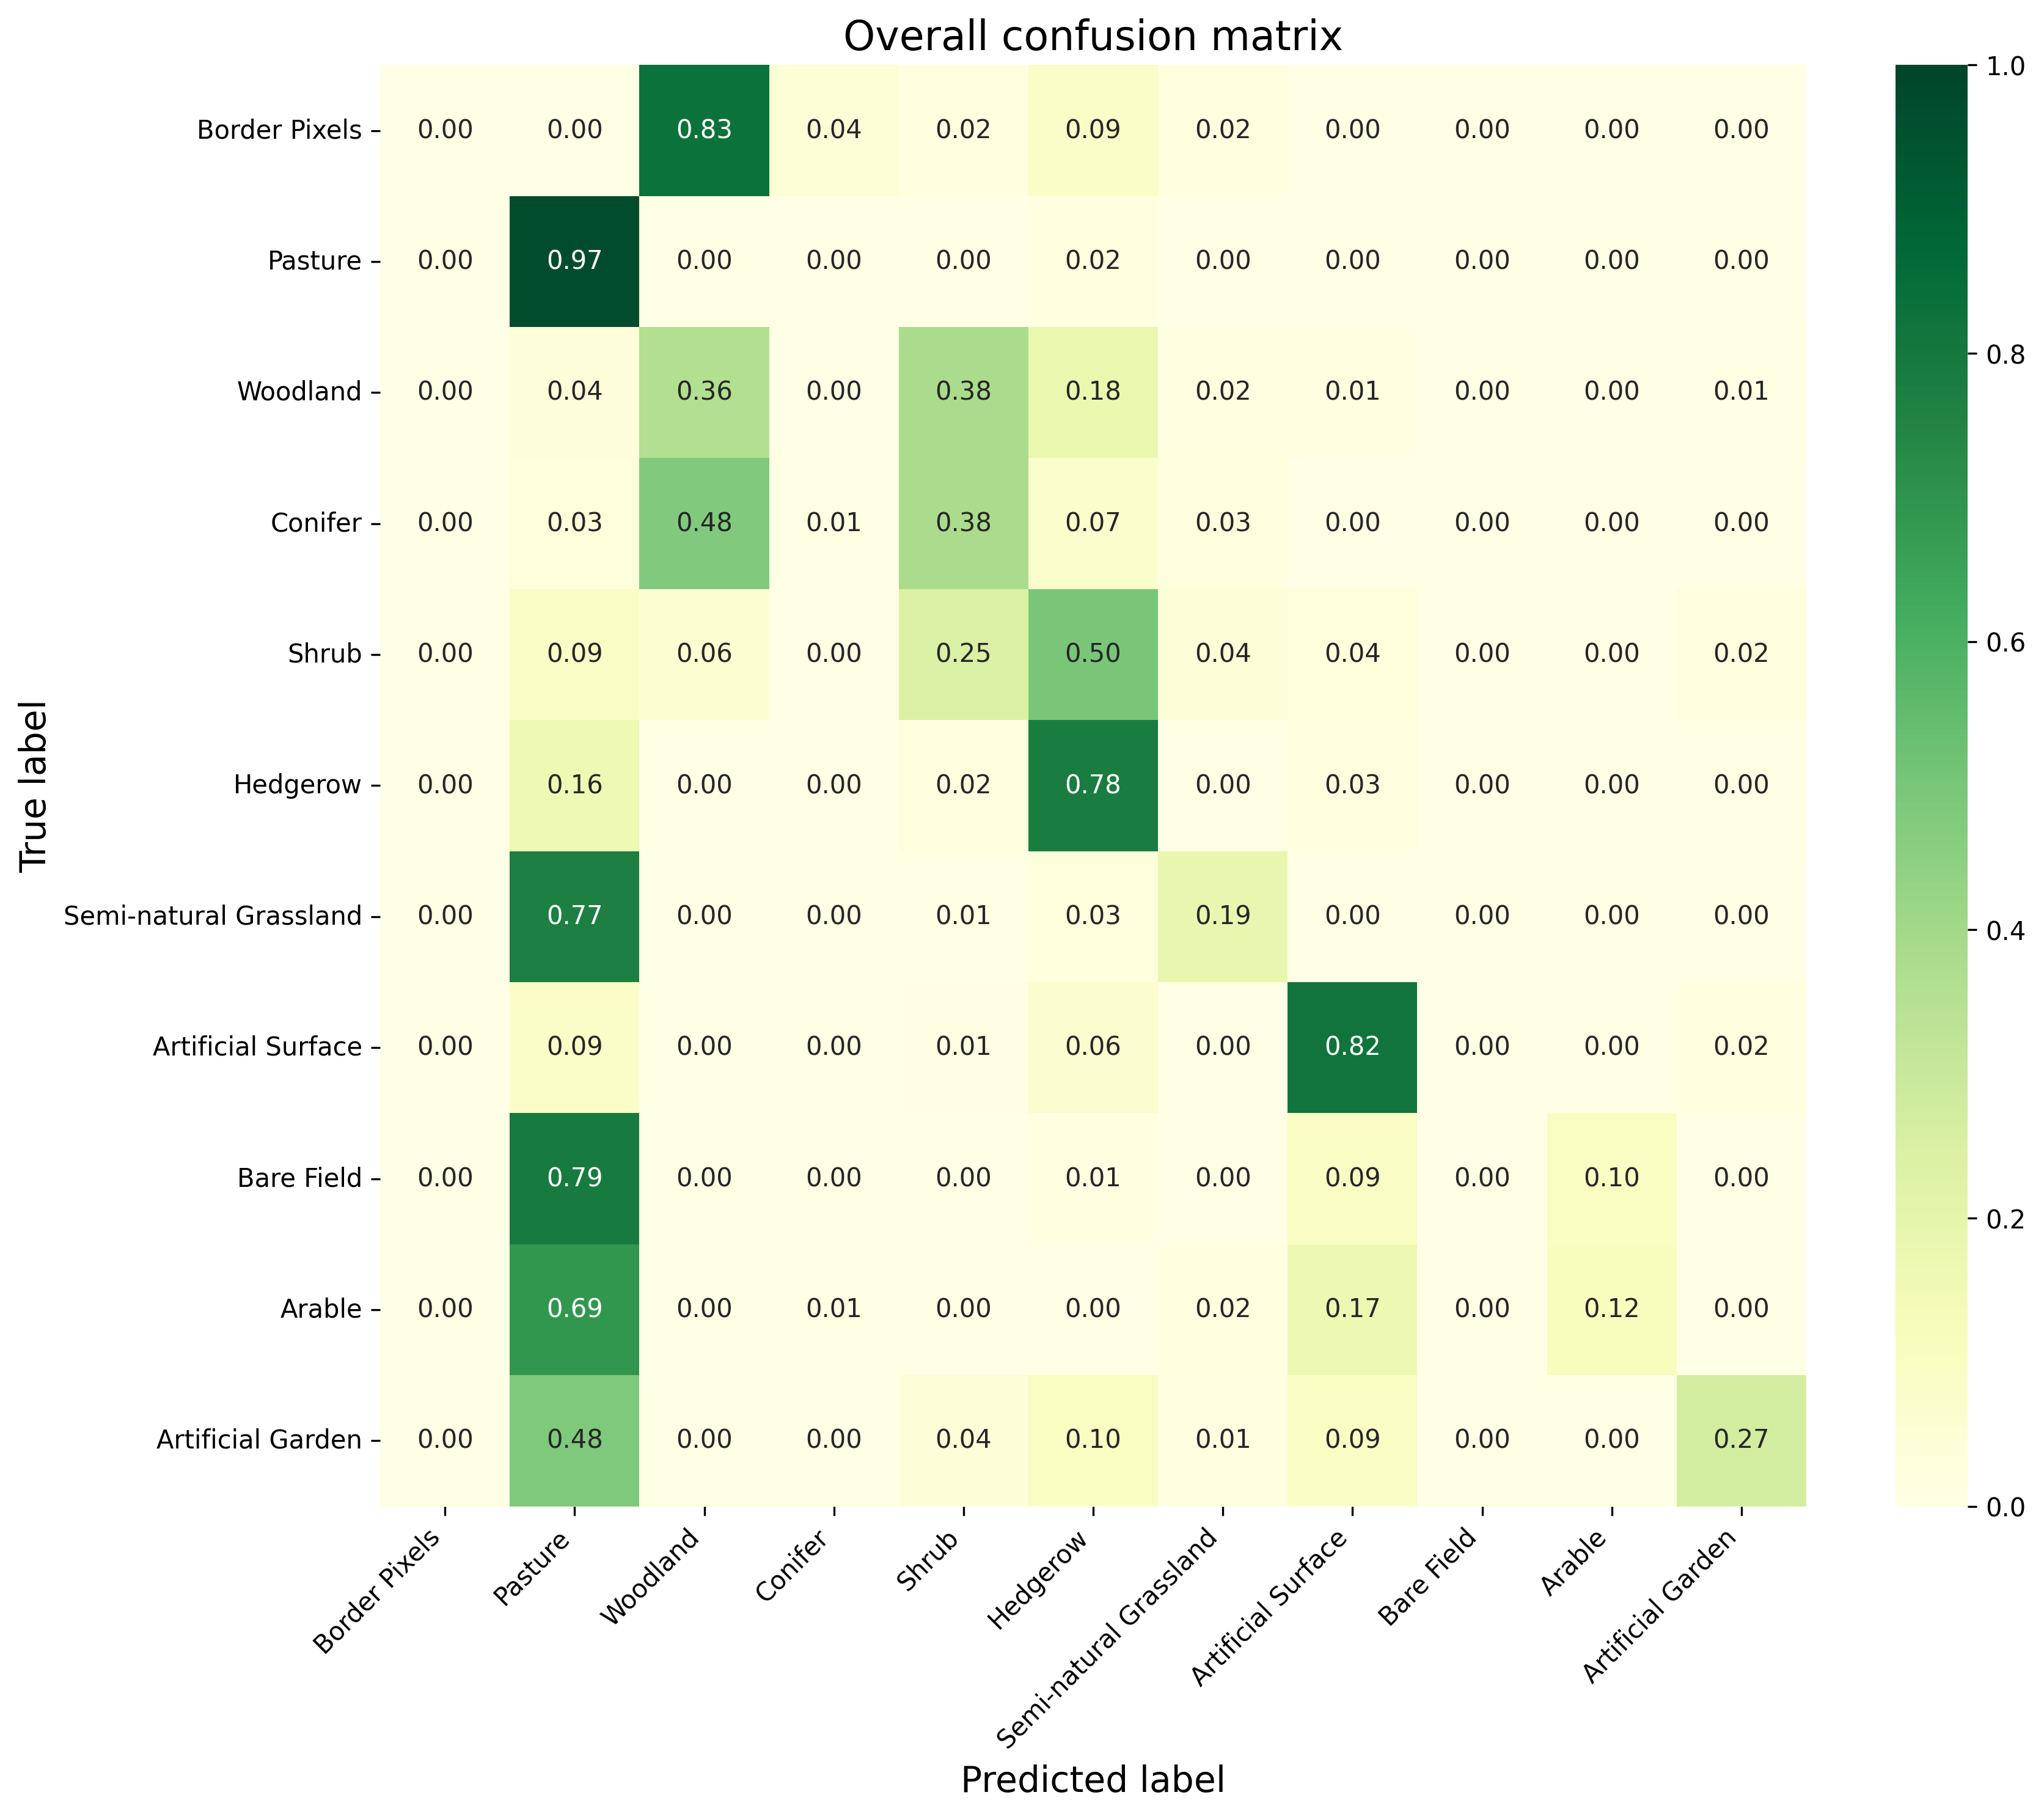 Overall confusion matrix
True label
Border Pixels 0.00 0.00 0.83 0.04 0.02 0.09 0.02 0.00 0.00 0.00 0.00
Pasture 0.00 0.97 0.00 0.00 0.00 0.02 0.00 0.00 0.00 0.00 0.00
Woodland 0.00 0.04 0.36 0.00 0.38 0.18 0.02 0.01 0.00 0.00 0.01
Conifer 0.00 0.03 0.48 0.01 0.38 0.07 0.03 0.00 0.00 0.00 0.00
Shrub 0.00 0.09 0.06 0.00 0.25 0.50 0.04 0.04 0.00 0.00 0.02
Hedgerow 0.00 0.16 0.00 0.00 0.02 0.78 0.00 0.03 0.00 0.00 0.00
Semi-natural Grassland 0.00 0.77 0.00 0.00 0.01 0.03 0.19 0.00 0.00 0.00 0.00
Artificial Surface 0.00 0.09 0.00 0.00 0.01 0.06 0.00 0.82 0.00 0.00 0.02
Bare Field 0.00 0.79 0.00 0.00 0.00 0.01 0.00 0.09 0.00 0.10 0.00
Arable 0.00 0.69 0.00 0.01 0.00 0.00 0.02 0.17 0.00 0.12 0.00
Artificial Garden 0.00 0.48 0.00 0.00 0.04 0.10 0.01 0.09 0.00 0.00 0.27
Border Pixels
Pasture
Woodland
Conifer
Shrub
Hedgerow
Semi-natural Grassland
Artificial Surface
Bare Field
Arable
Artificial Garden
Predicted label
1.0
0.8
0.6
0.4
0.2
0.0